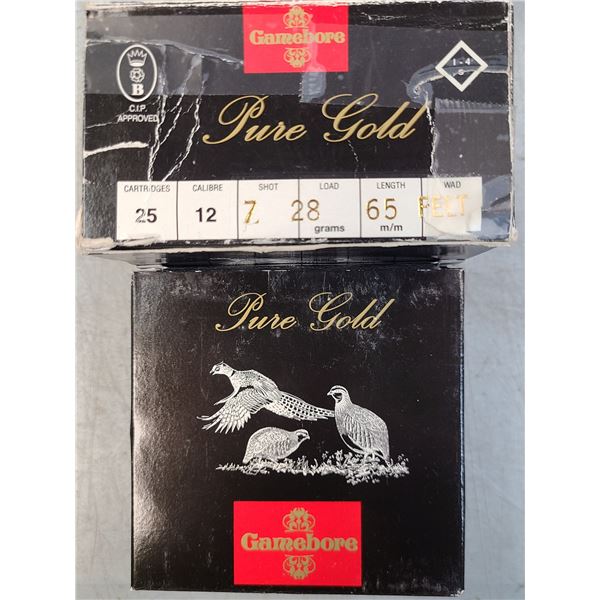 Gamebore
B
C.I.P.
APPROVED
1·4
S
Pure Gold
CARTRIDGES CALIBRE SHOT LOAD LENGTH WAD
25 12 7 28 65 FELT
grams m/m
Pure Gold
Gamebore